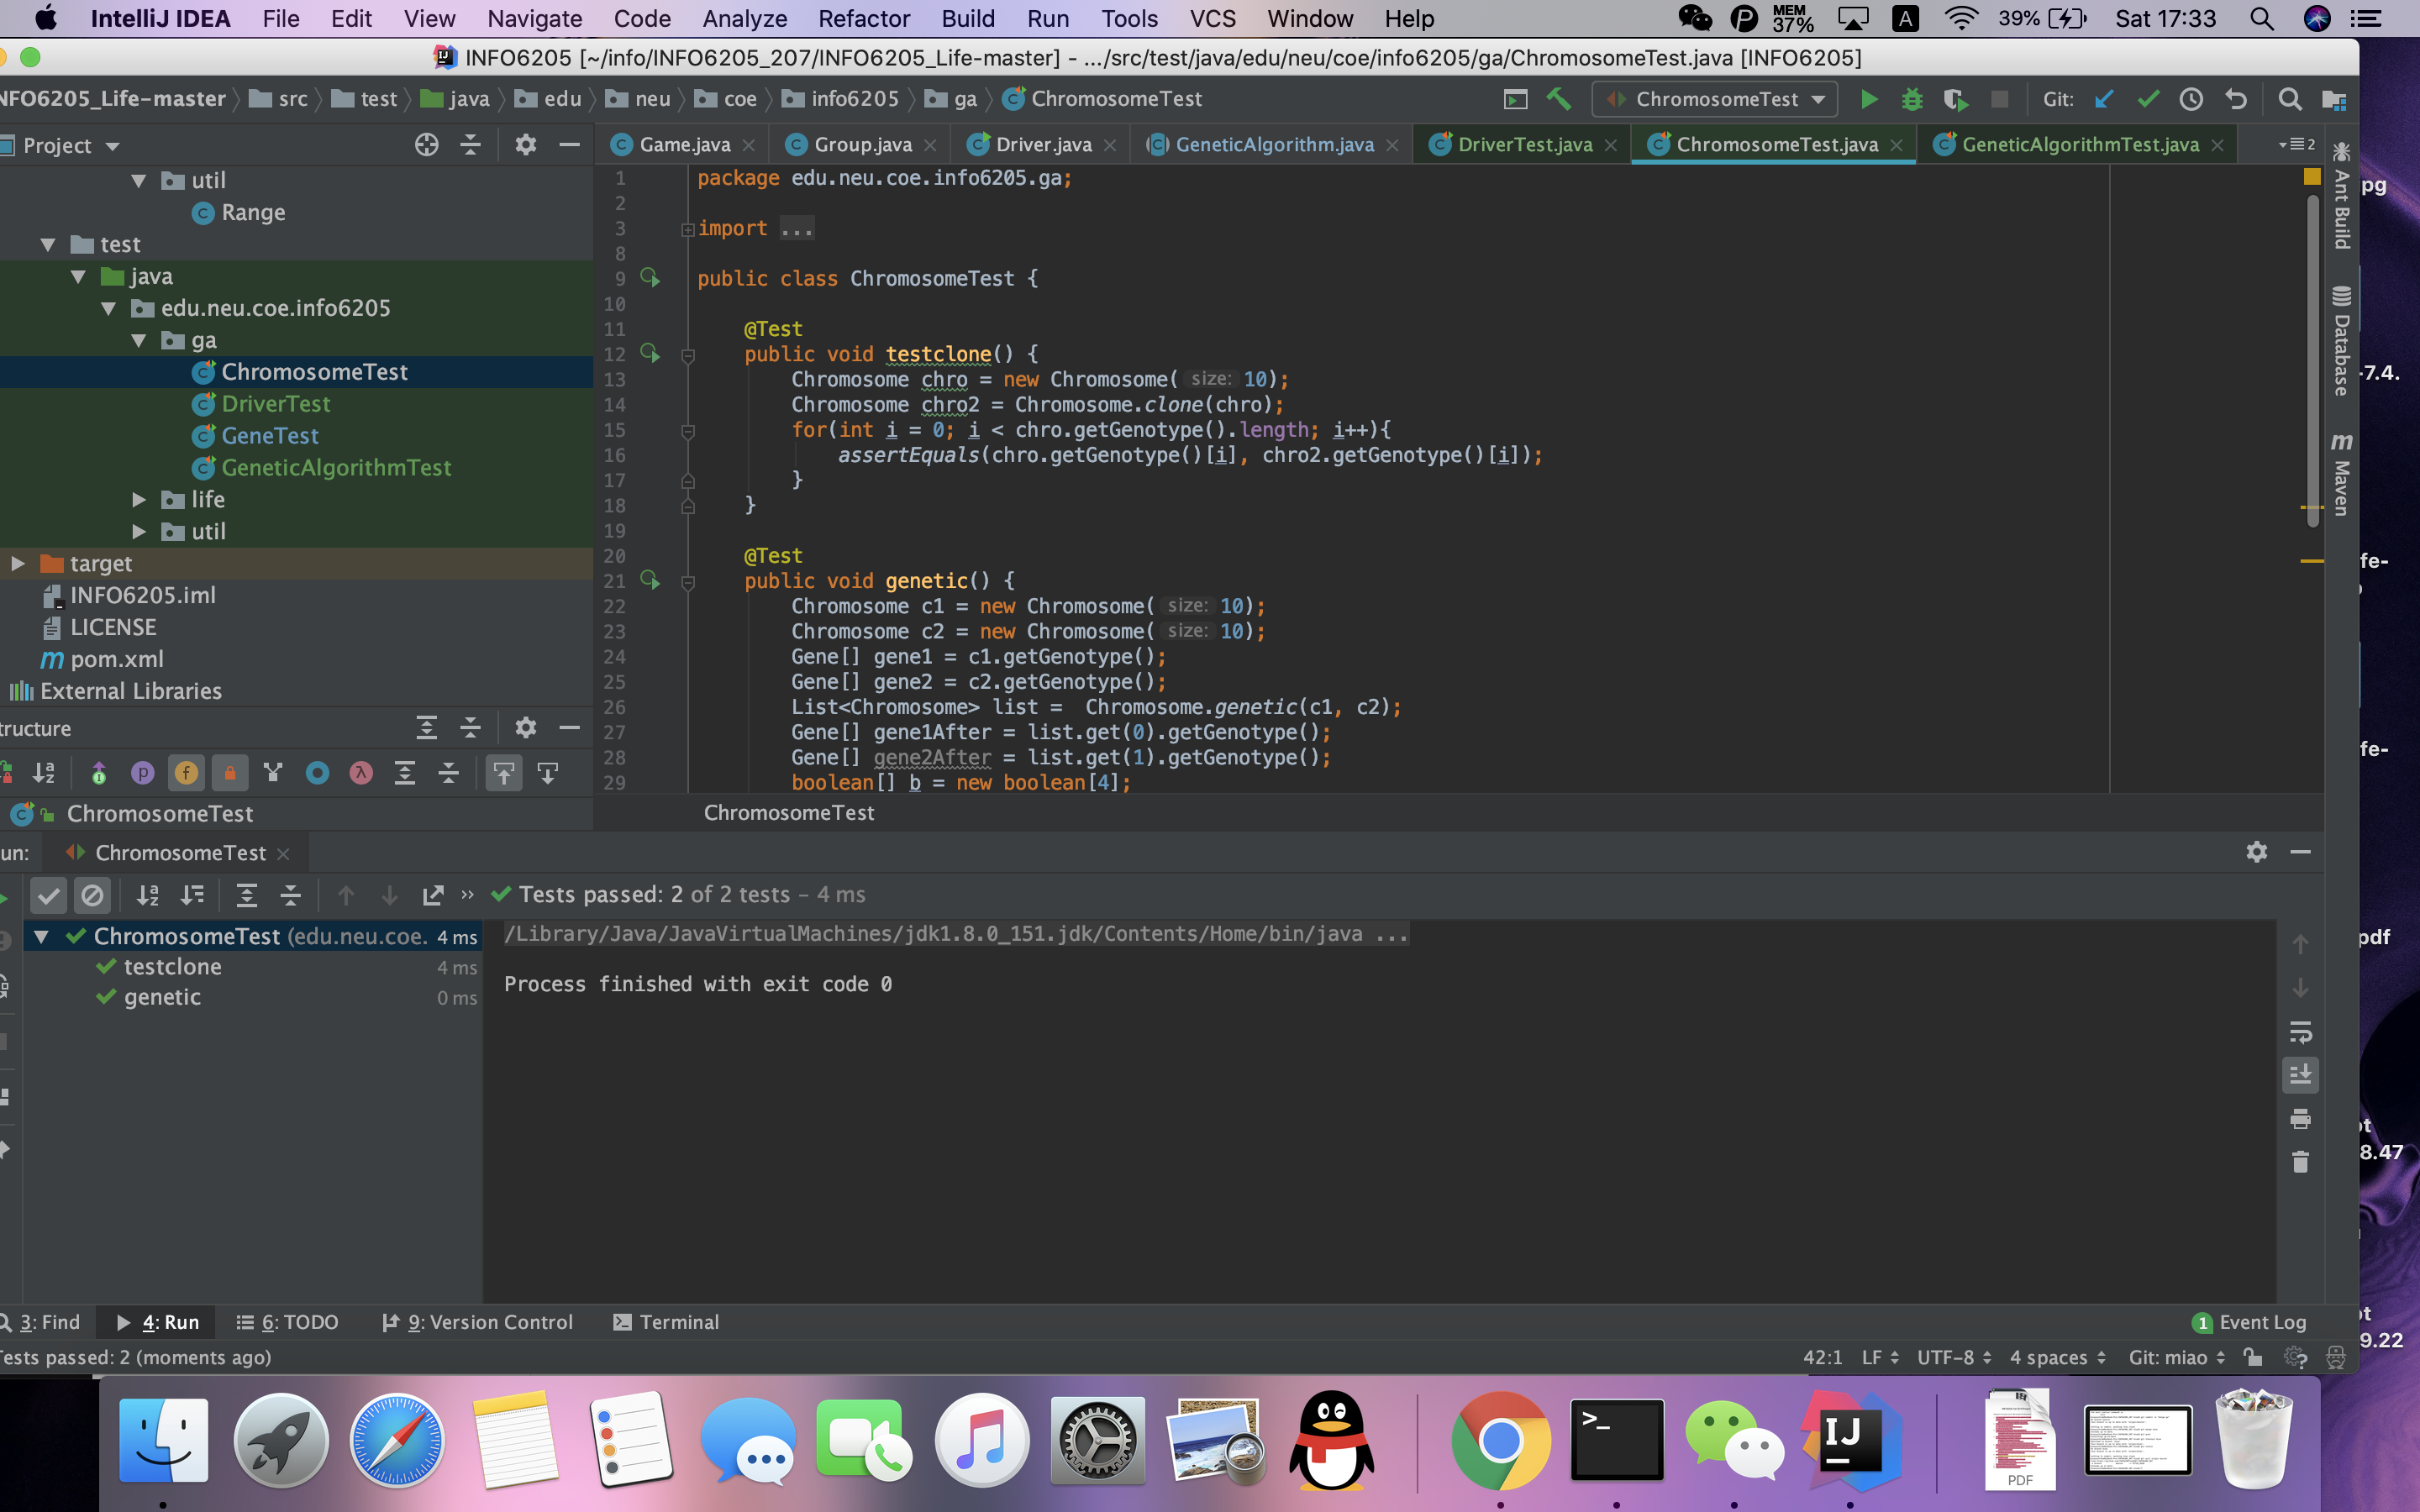 IntelliJ IDEA File Edit View Navigate Code Analyze Refactor Build Run Tools VCS Window Help MEM 37% A 39% Sat 17:33
INFO6205 [~/info/INFO6205_207/INFO6205_Life-master] - .../src/test/java/edu/neu/coe/info6205/ga/ChromosomeTest.java [INFO6205]
NFO6205_Life-master src test java edu neu coe info6205 ga ChromosomeTest ChromosomeTest Git:
Project
Game.java Group.java Driver.java GeneticAlgorithm.java DriverTest.java ChromosomeTest.java GeneticAlgorithmTest.java 2
util
Range
test
java
edu.neu.coe.info6205
ga
ChromosomeTest
DriverTest
GeneTest
GeneticAlgorithmTest
life
util
target
INFO6205.iml
LICENSE
pom.xml
External Libraries
1 package edu.neu.coe.info6205.ga;
2
3 import ...
8
9 public class ChromosomeTest {
10
11 @Test
12 public void testclone() {
13 Chromosome chro = new Chromosome( size: 10);
14 Chromosome chro2 = Chromosome.clone(chro);
15 for(int i = 0; i < chro.getGenotype().length; i++){
16 assertEquals(chro.getGenotype()[i], chro2.getGenotype()[i]);
17 }
18 }
19
20 @Test
21 public void genetic() {
22 Chromosome c1 = new Chromosome( size: 10);
23 Chromosome c2 = new Chromosome( size: 10);
24 Gene[] gene1 = c1.getGenotype();
25 Gene[] gene2 = c2.getGenotype();
26 List<Chromosome> list =  Chromosome.genetic(c1, c2);
27 Gene[] gene1After = list.get(0).getGenotype();
28 Gene[] gene2After = list.get(1).getGenotype();
29 boolean[] b = new boolean[4];
ChromosomeTest
Ant Build
Database
Maven
tructure
ChromosomeTest
un: ChromosomeTest
Tests passed: 2 of 2 tests – 4 ms
ChromosomeTest (edu.neu.coe. 4 ms
testclone 4 ms
genetic 0 ms
/Library/Java/JavaVirtualMachines/jdk1.8.0_151.jdk/Contents/Home/bin/java ...
Process finished with exit code 0
3: Find 4: Run 6: TODO 9: Version Control Terminal 1 Event Log
ests passed: 2 (moments ago) 42:1 LF UTF-8 4 spaces Git: miao
pg
-7.4.
fe-
fe-
pdf
ot
8.47
ot
9.22
PDF